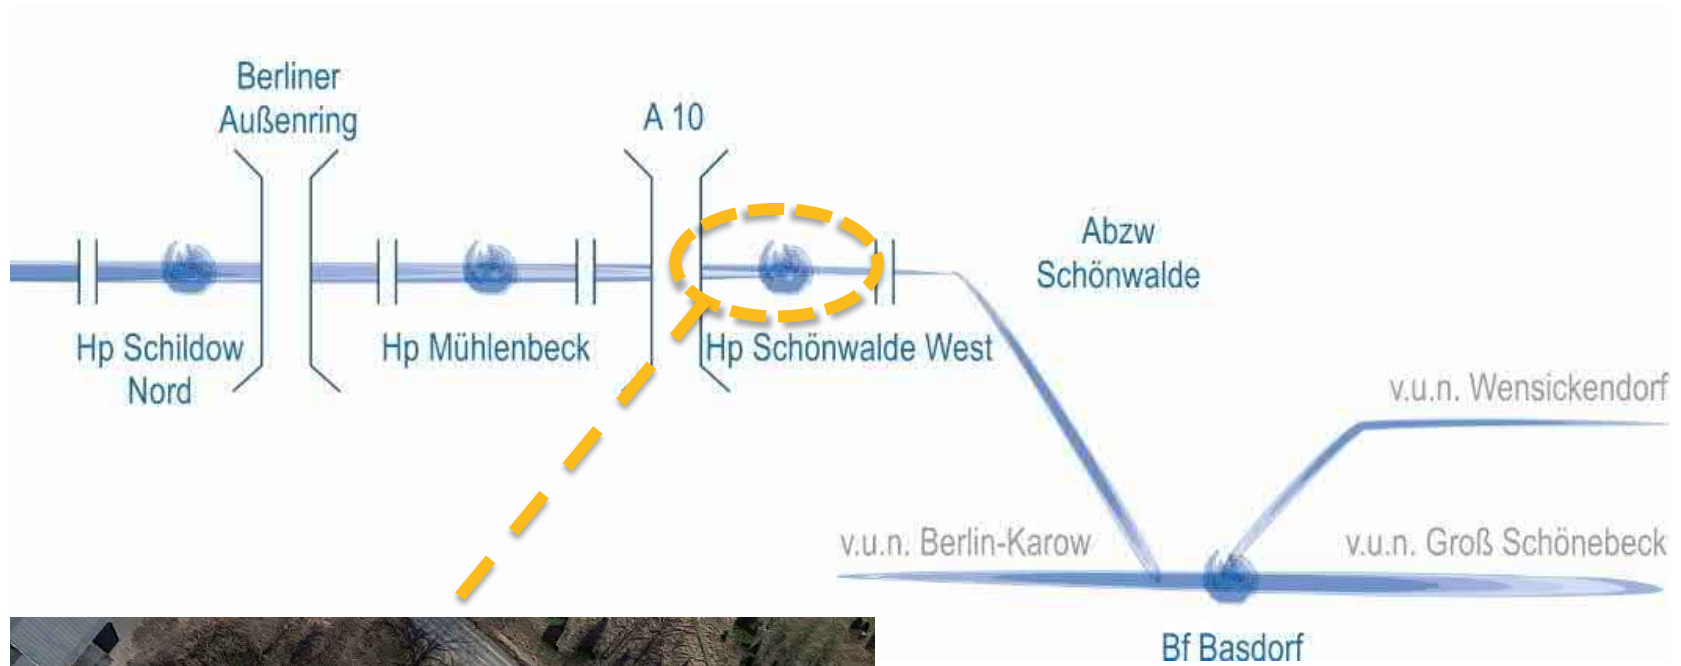 Berliner
Außenring
A 10
Abzw
Schönwalde
Hp Schildow
Nord
Hp Mühlenbeck
Hp Schönwalde West
v.u.n. Wensickendorf
v.u.n. Berlin-Karow
v.u.n. Groß Schönebeck
Bf Basdorf